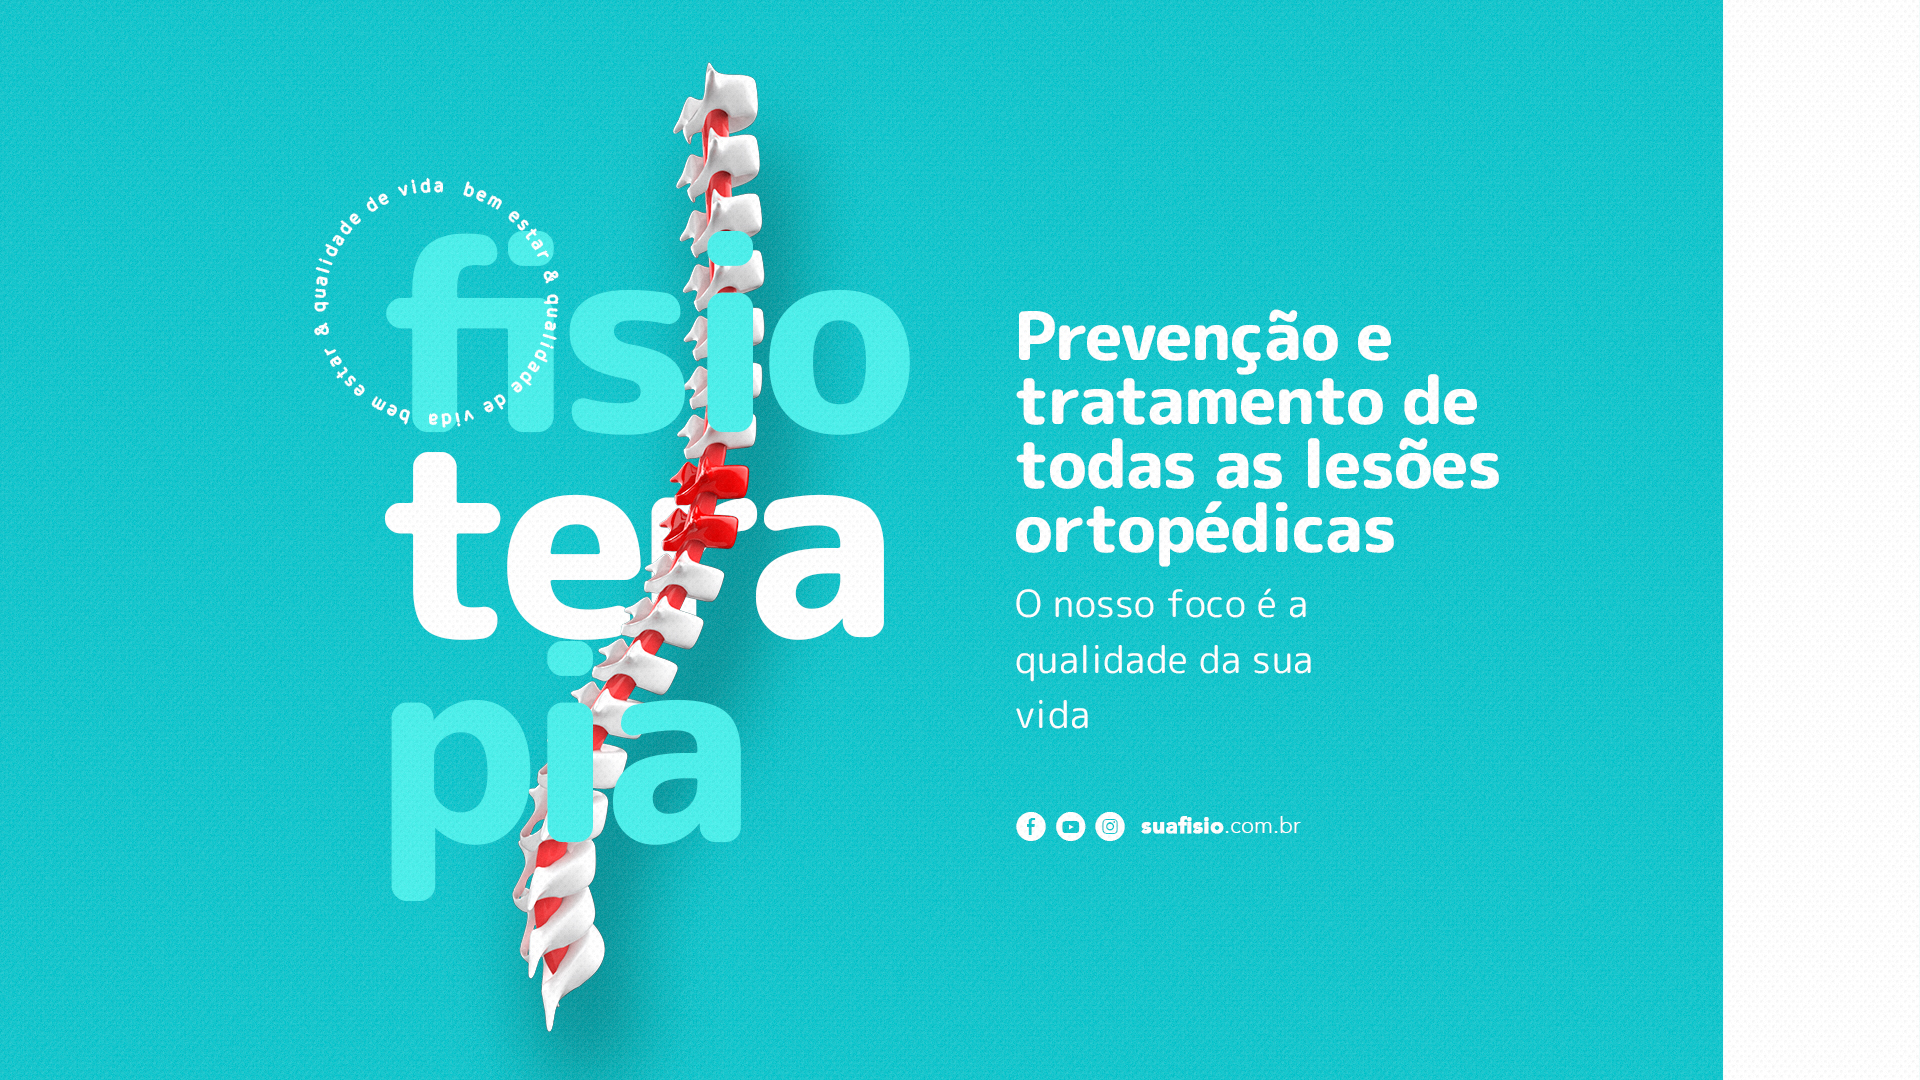 bem estar & qualidade de vida bem estar & qualidade de vida
fisio
tera
pia
Prevenção e
tratamento de
todas as lesões
ortopédicas
O nosso foco é a
qualidade da sua
vida
suafisio.com.br